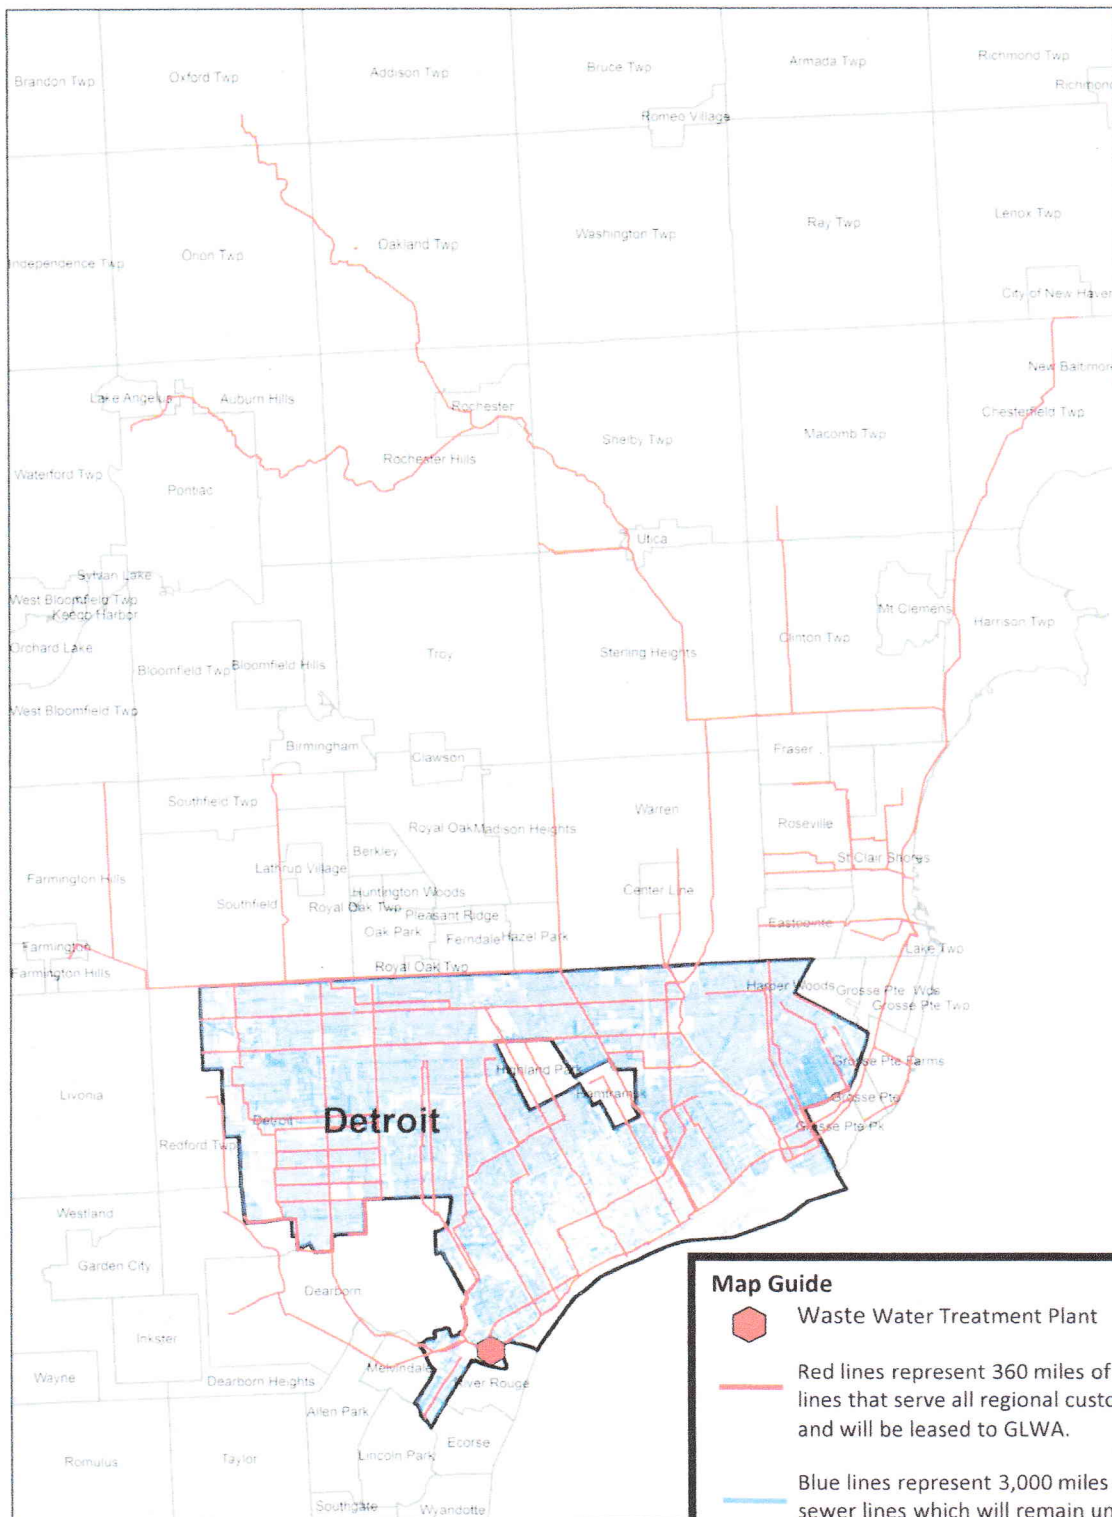 Brandon Twp
Oxford Twp
Addison Twp
Bruce Twp
Armada Twp
Richmond Twp
Richmond
Romeo Village
Independence Twp
Orion Twp
Oakland Twp
Washington Twp
Ray Twp
Lenox Twp
City of New Haven
New Baltimore
Lake Angelus
Auburn Hills
Rochester
Chesterfield Twp
Shelby Twp
Macomb Twp
Rochester Hills
Waterford Twp
Pontiac
Utica
Sylvan Lake
West Bloomfield Twp
Keego Harbor
Mt Clemens
Harrison Twp
Orchard Lake
Bloomfield Twp
Bloomfield Hills
Troy
Sterling Heights
Clinton Twp
West Bloomfield Twp
Birmingham
Clawson
Fraser
Southfield Twp
Royal Oak
Madison Heights
Warren
Roseville
Berkley
Lathrup Village
St Clair Shores
Farmington Hills
Huntington Woods
Center Line
Southfield
Royal Oak Twp
Pleasant Ridge
Oak Park
Ferndale
Hazel Park
Eastpointe
Farmington
Lake Twp
Farmington Hills
Royal Oak Twp
Harper Woods
Grosse Pte Wds
Grosse Pte Twp
Highland Park
Grosse Pte Farms
Livonia
Hamtramck
Grosse Pte
Detroit
Detroit
Grosse Pte Pk
Redford Twp
Westland
Garden City
Dearborn
Inkster
Wayne
Dearborn Heights
Melvindale
River Rouge
Allen Park
Ecorse
Romulus
Taylor
Lincoln Park
Southgate
Wyandotte
Map Guide
Waste Water Treatment Plant
Red lines represent 360 miles of
lines that serve all regional custo
and will be leased to GLWA.
Blue lines represent 3,000 miles
sewer lines which will remain un